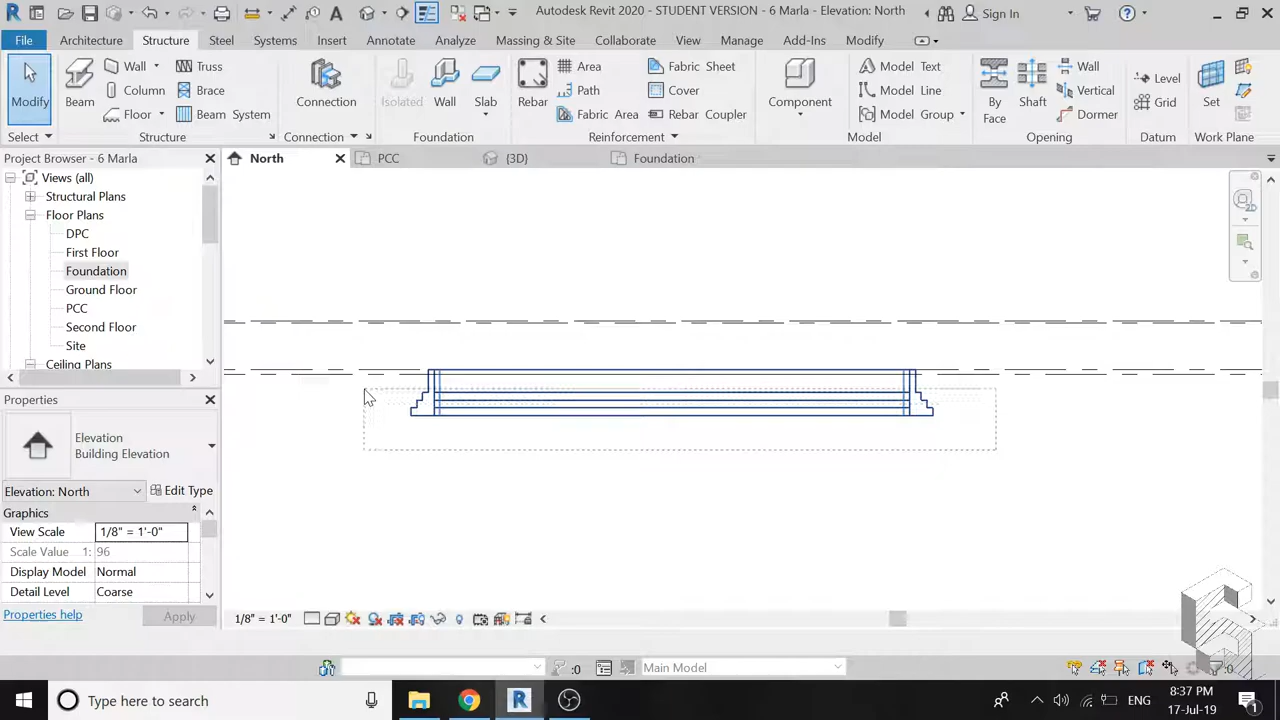 Autodesk Revit 2020 - STUDENT VERSION - 6 Marla - Elevation: North
Sign In
File Architecture Structure Steel Systems Insert Annotate Analyze Massing & Site Collaborate View Manage Add-Ins Modify
Modify
Beam
Wall
Column
Floor
Truss
Brace
Beam System
Connection
Isolated
Wall
Slab
Rebar
Area
Path
Fabric Area
Fabric Sheet
Cover
Rebar Coupler
Component
Model Text
Model Line
Model Group
By Face
Shaft
Wall
Vertical
Dormer
Level
Grid
Set
Select Structure Connection Foundation Reinforcement Model Opening Datum Work Plane
Project Browser - 6 Marla
North PCC {3D} Foundation
Views (all)
Structural Plans
Floor Plans
DPC
First Floor
Foundation
Ground Floor
PCC
Second Floor
Site
Ceiling Plans
2D
Properties
Elevation
Building Elevation
Elevation: North Edit Type
Graphics
View Scale 1/8" = 1'-0"
Scale Value 1: 96
Display Model Normal
Detail Level Coarse
Properties help Apply
1/8" = 1'-0"
:0 Main Model :0
Type here to search
ENG
8:37 PM
17-Jul-19
1